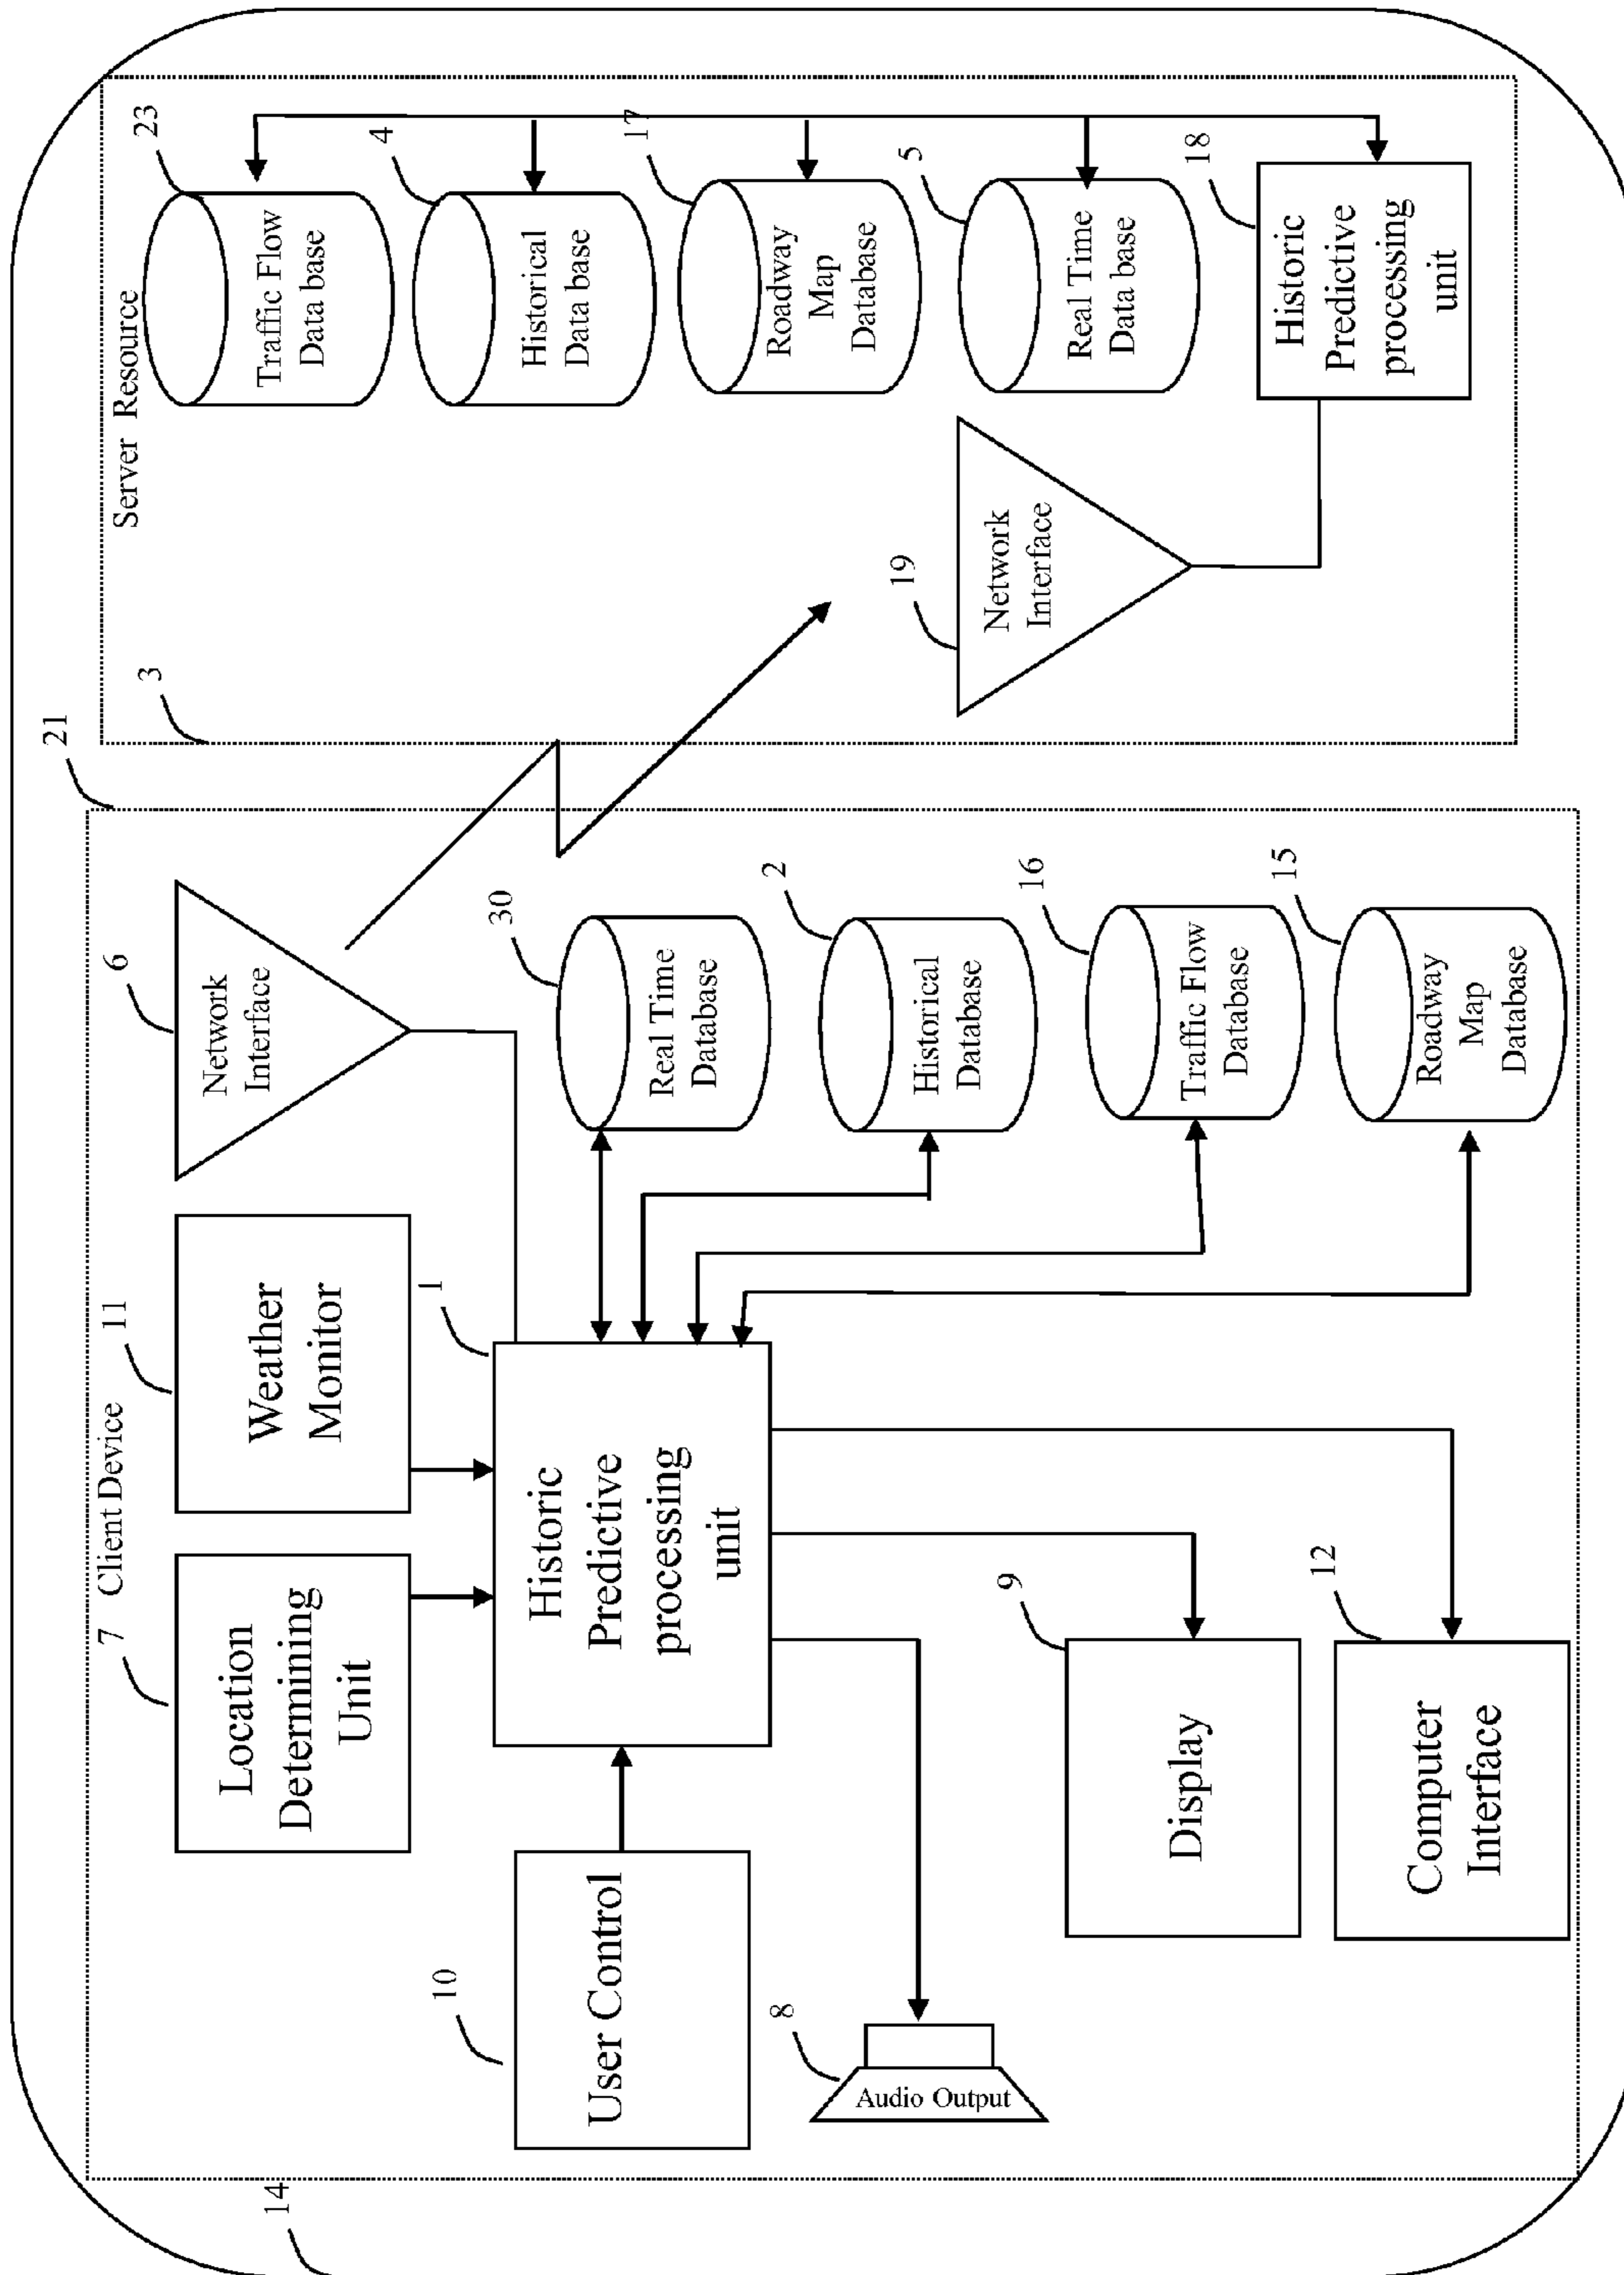 14
21
7
Client Device
11
6
3
Server Resource
23
Location
Determining
Unit
Weather
Monitor
Network
Interface
Traffic Flow
Data base
4
Historical
Data base
10
User Control
1
Historic
Predictive
processing
unit
30
Real Time
Database
17
Roadway
Map
Database
8
Audio Output
2
Historical
Database
19
Network
Interface
5
Real Time
Data base
9
Display
16
Traffic Flow
Database
18
Historic
Predictive
processing
unit
12
Computer
Interface
15
Roadway
Map
Database